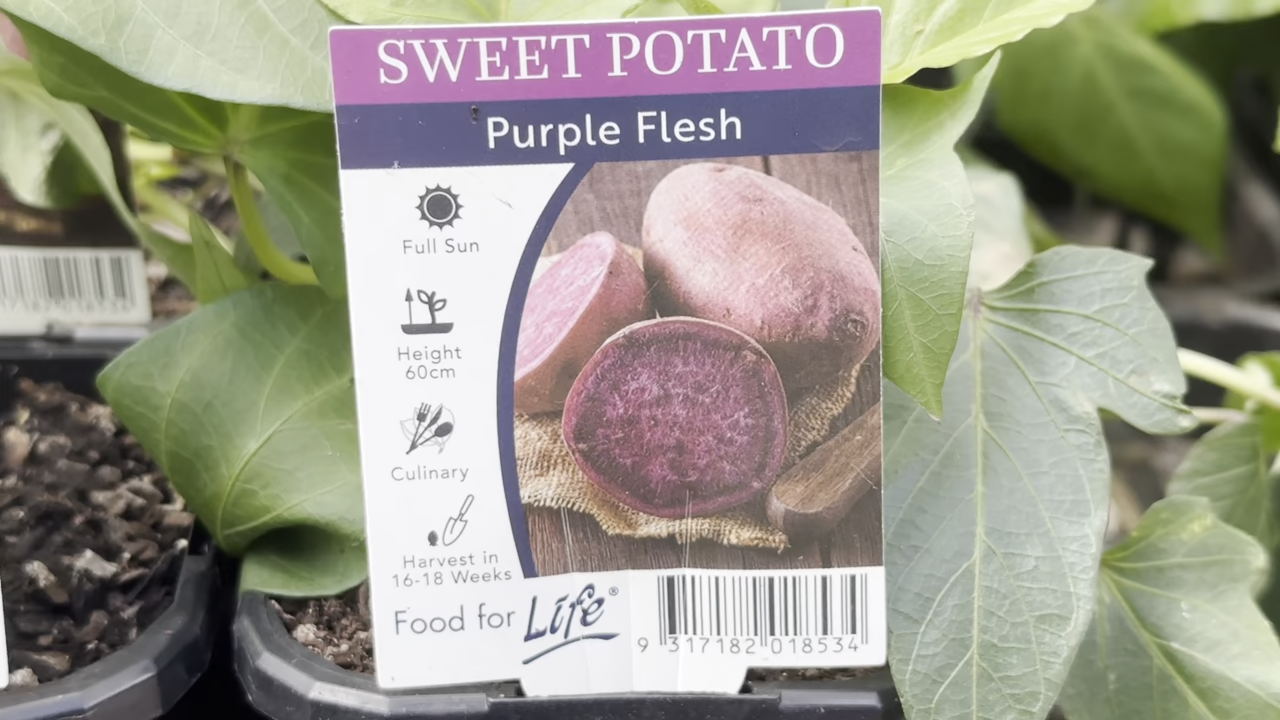 SWEET POTATO
Purple Flesh
Full Sun
Height
60cm
Culinary
Harvest in
16-18 Weeks
Food for Life®
9 317182 018534